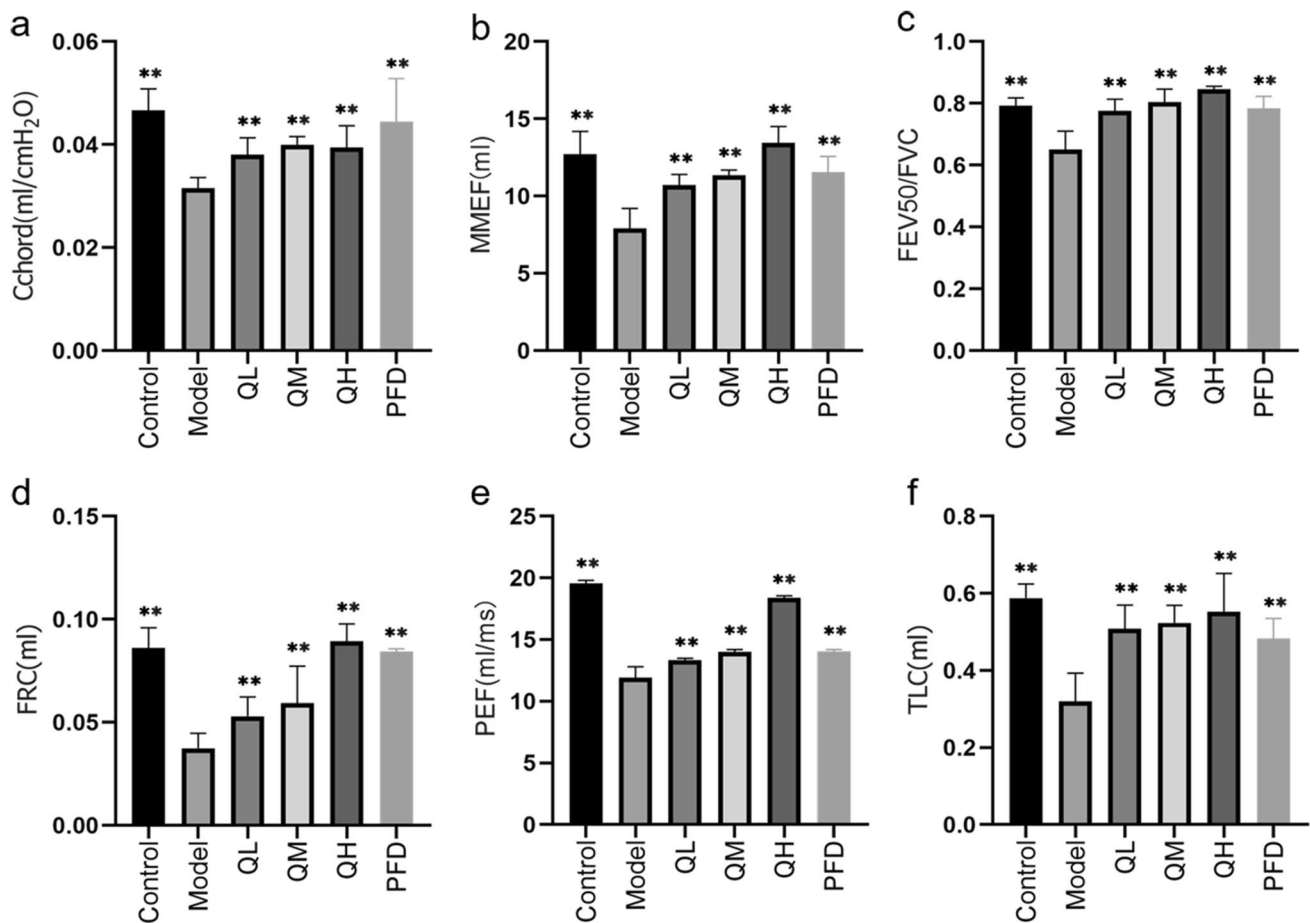 a
Cchord(ml/cmH₂O)
0.06
0.04
0.02
0.00
**
**
**
**
**
Control
Model
QL
QM
QH
PFD
b
MMEF(ml)
20
15
10
5
0
**
**
**
**
**
Control
Model
QL
QM
QH
PFD
c
FEV50/FVC
1.0
0.8
0.6
0.4
0.2
0.0
**
**
**
**
**
Control
Model
QL
QM
QH
PFD
d
FRC(ml)
0.15
0.10
0.05
0.00
**
**
**
**
**
Control
Model
QL
QM
QH
PFD
e
PEF(ml/ms)
25
20
15
10
5
0
**
**
**
**
**
Control
Model
QL
QM
QH
PFD
f
TLC(ml)
0.8
0.6
0.4
0.2
0.0
**
**
**
**
**
Control
Model
QL
QM
QH
PFD